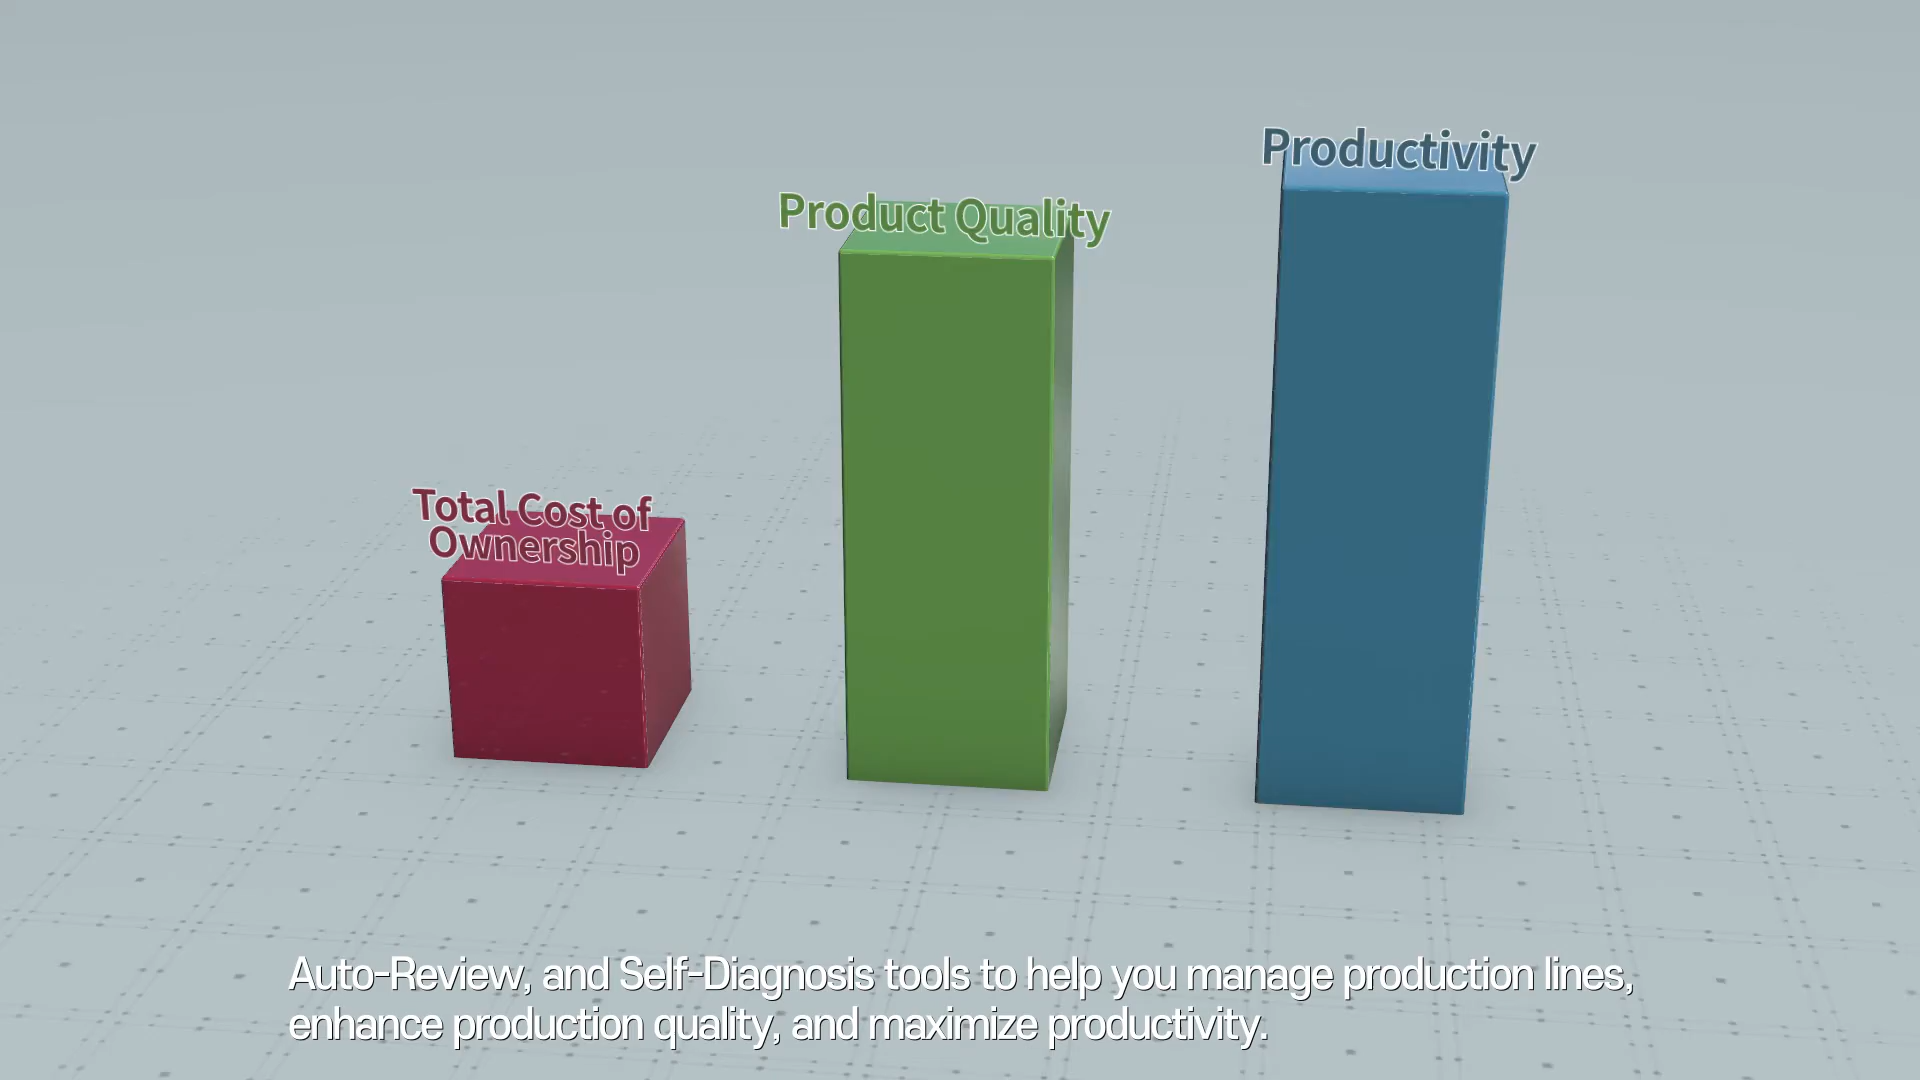 Productivity
Product Quality
Total Cost of
Ownership
Auto-Review, and Self-Diagnosis tools to help you manage production lines,
enhance production quality, and maximize productivity.